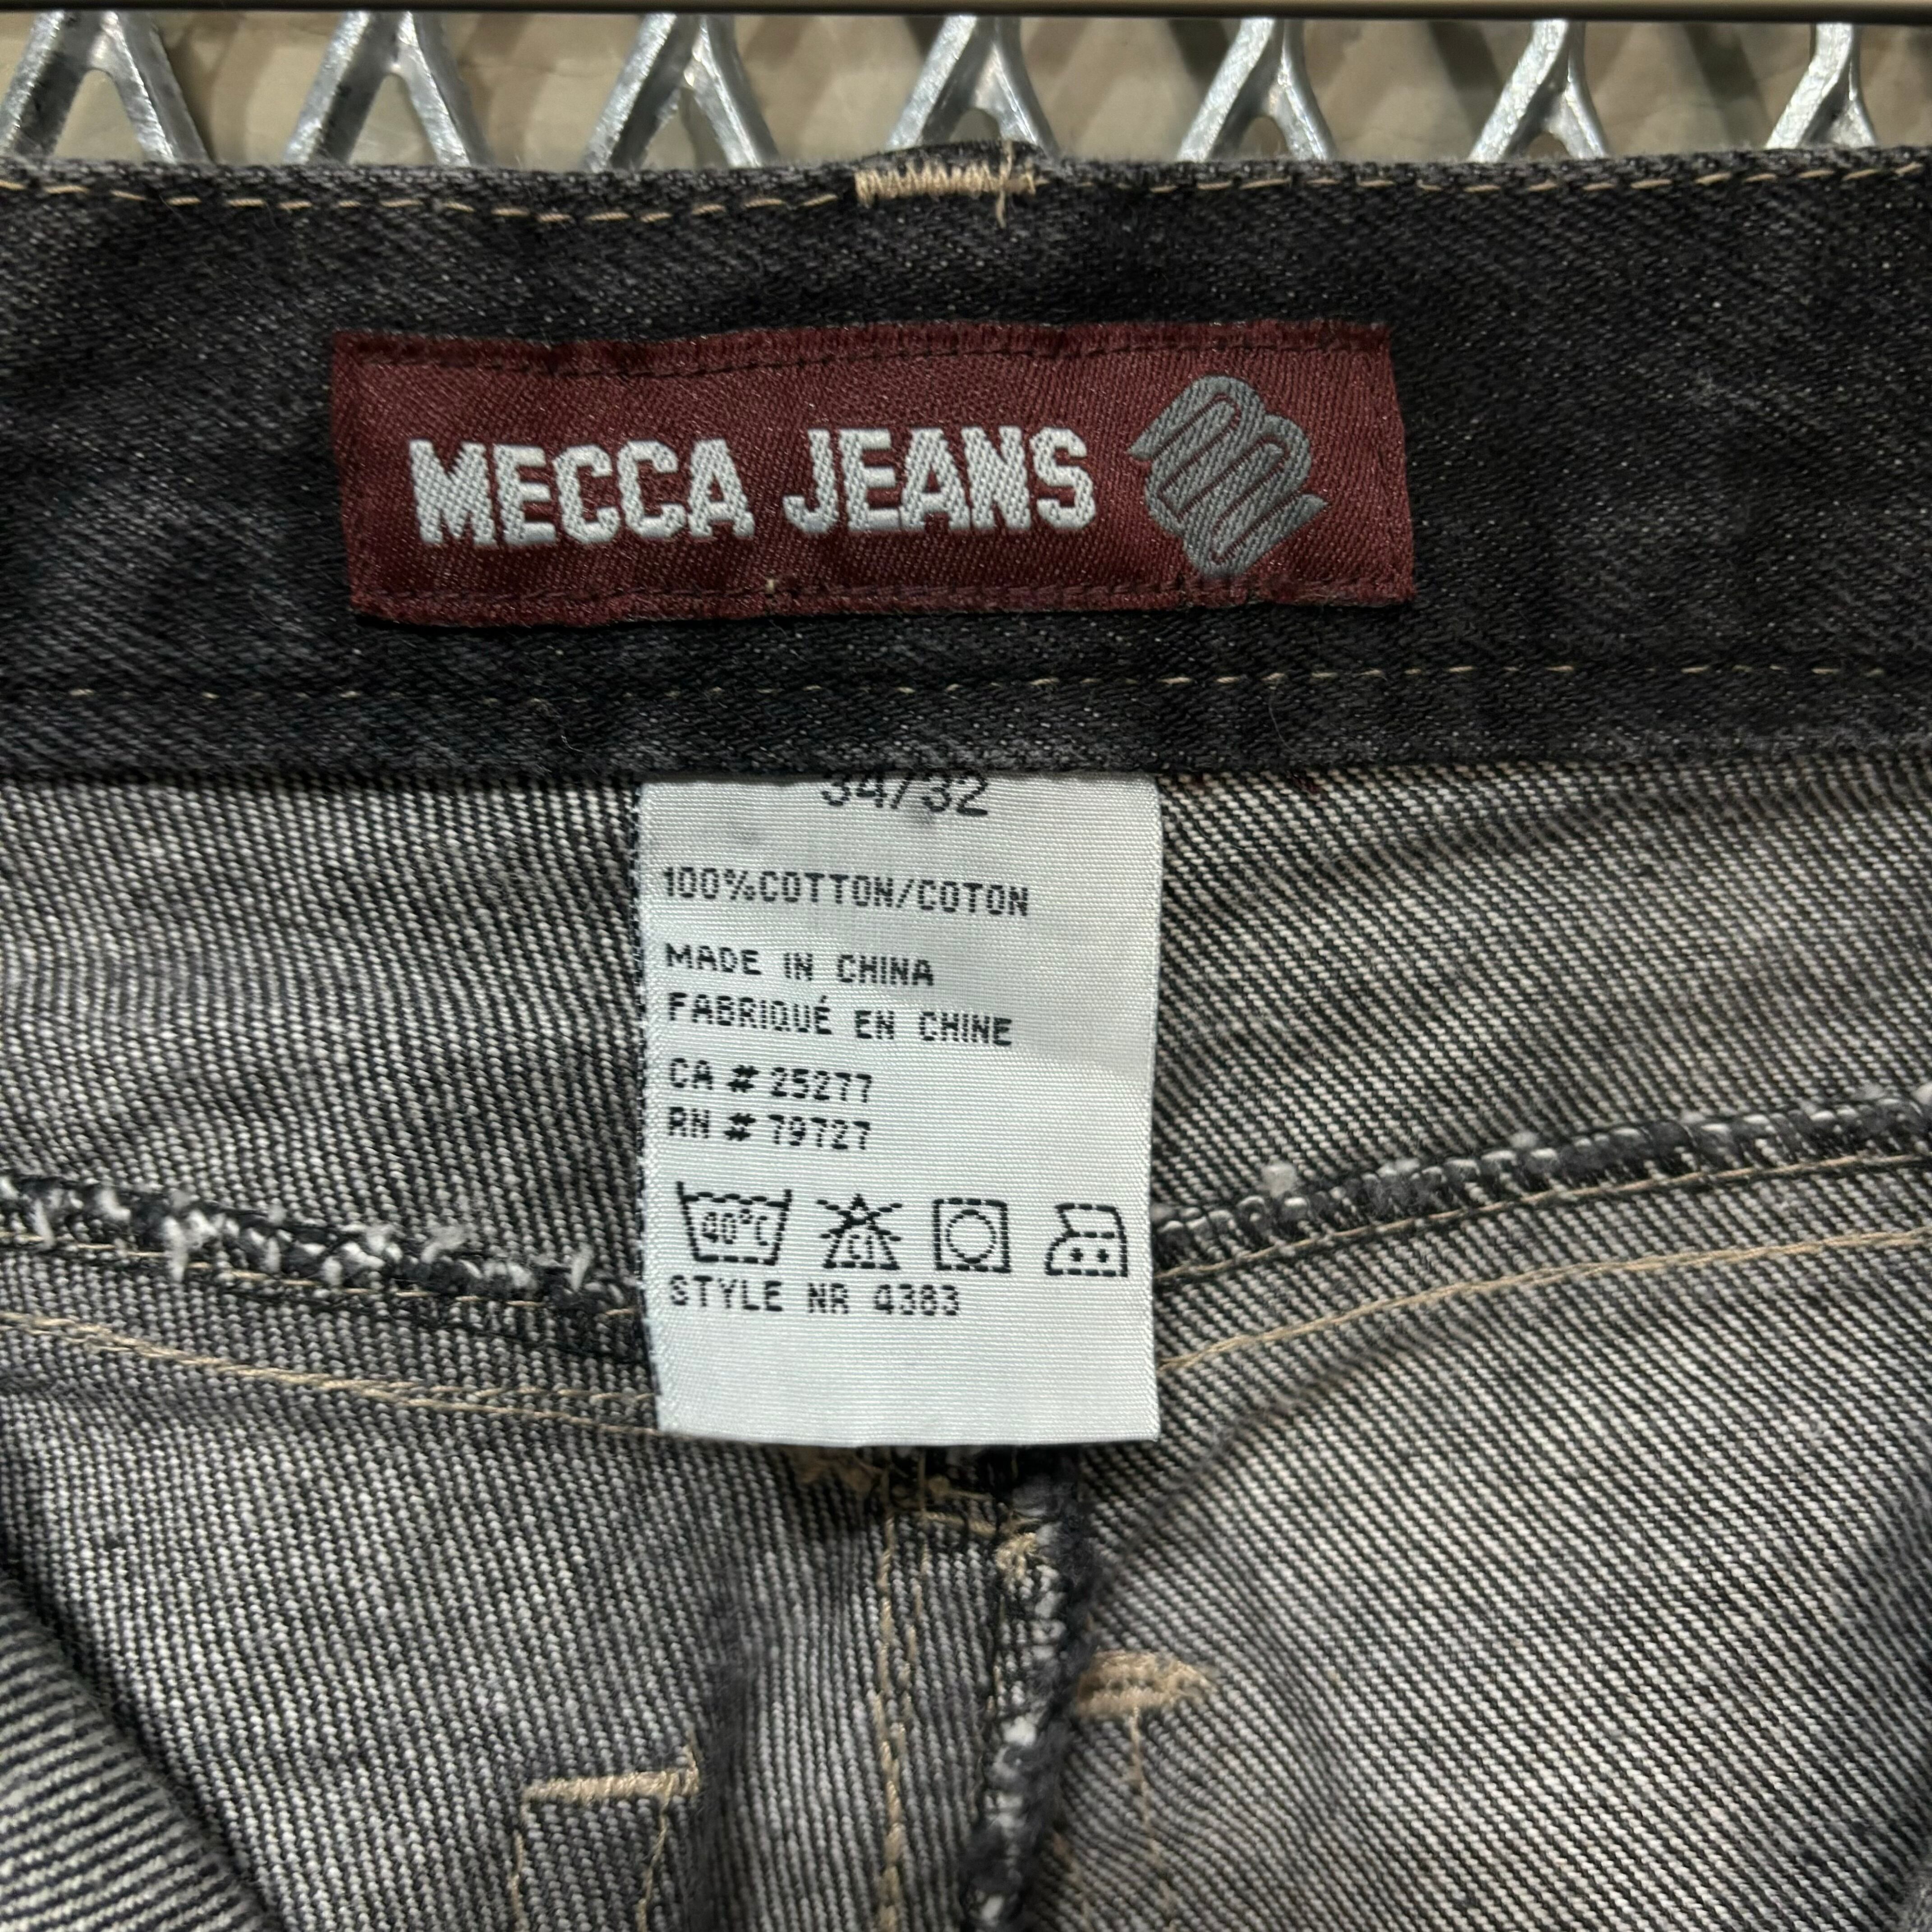 MECCA JEANS
34/32
100%COTTON/COTON
MADE IN CHINA
FABRIQUÉ EN CHINE
CA # 25277
RN # 79727
40°C CL
STYLE NR 4383